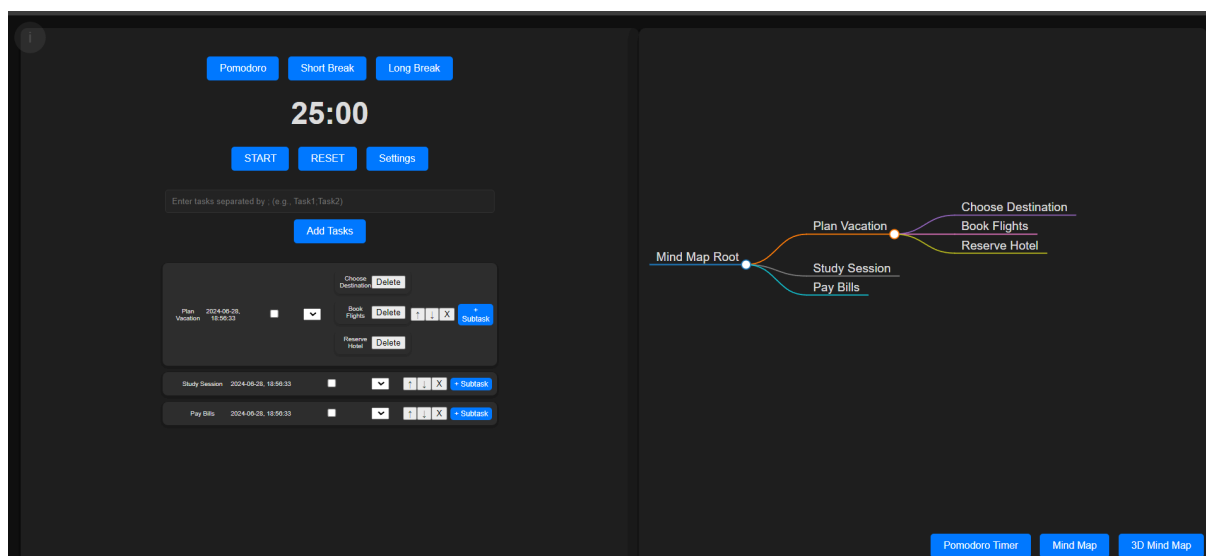 i
Pomodoro Short Break Long Break
25:00
START RESET Settings
Enter tasks separated by ; (e.g., Task1;Task2)
Add Tasks
Choose
Destination Delete
Plan
Vacation 2024-06-28,
18:56:33 Book
Flights Delete ↑ ↓ X +
Subtask
Reserve
Hotel Delete
Study Session 2024-06-28, 18:56:33 ↑ ↓ X + Subtask
Pay Bills 2024-06-28, 18:56:33 ↑ ↓ X + Subtask
Mind Map Root
Plan Vacation
Choose Destination
Book Flights
Reserve Hotel
Study Session
Pay Bills
Pomodoro Timer Mind Map 3D Mind Map